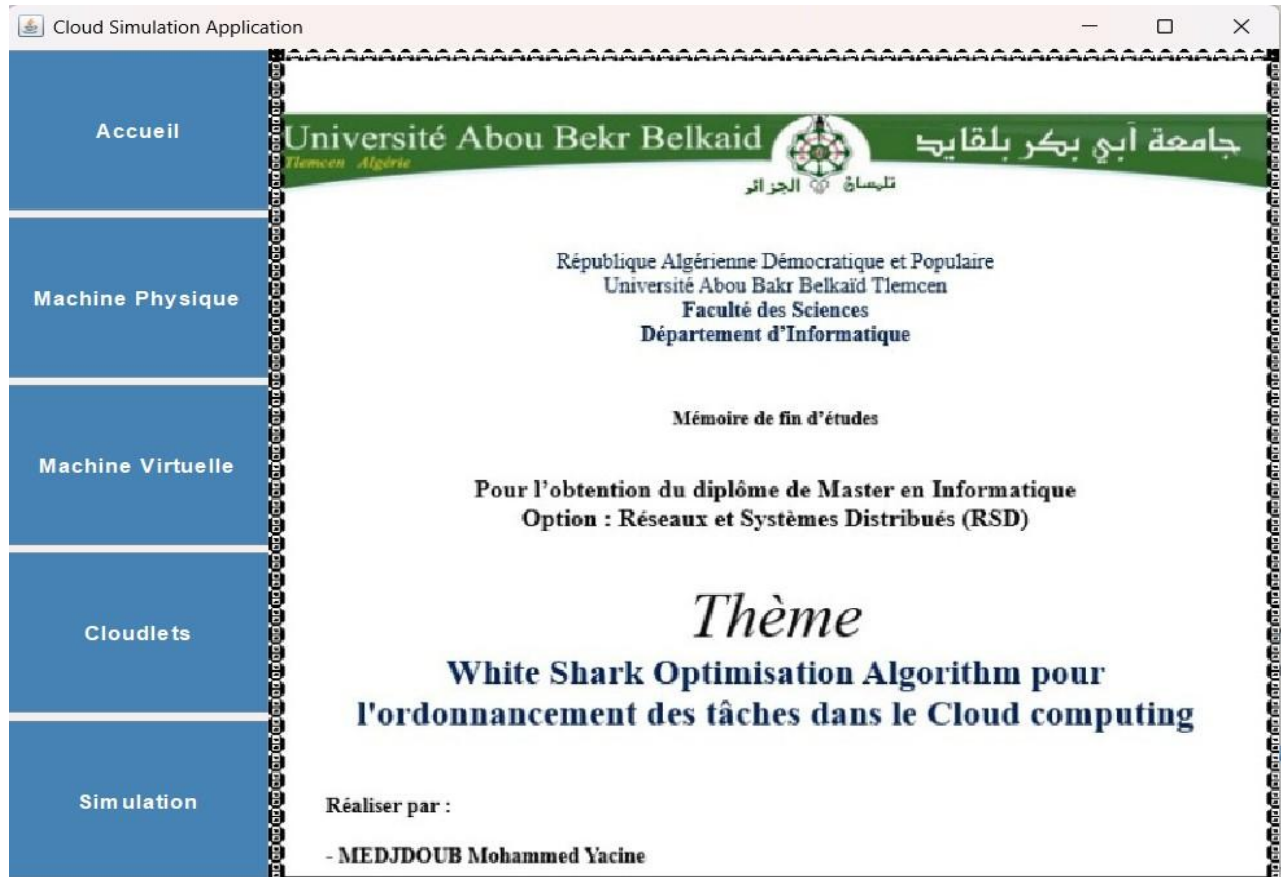 Cloud Simulation Application
Accueil
Machine Physique
Machine Virtuelle
Cloudlets
Simulation
Université Abou Bekr Belkaid
Tlemcen Algérie
جامعة أبي بكر بلقايد
تلمسان الجزائر
République Algérienne Démocratique et Populaire
Université Abou Bakr Belkaïd Tlemcen
Faculté des Sciences
Département d'Informatique
Mémoire de fin d'études
Pour l'obtention du diplôme de Master en Informatique
Option : Réseaux et Systèmes Distribués (RSD)
Thème
White Shark Optimisation Algorithm pour
l'ordonnancement des tâches dans le Cloud computing
Réaliser par :
- MEDJDOUB Mohammed Yacine